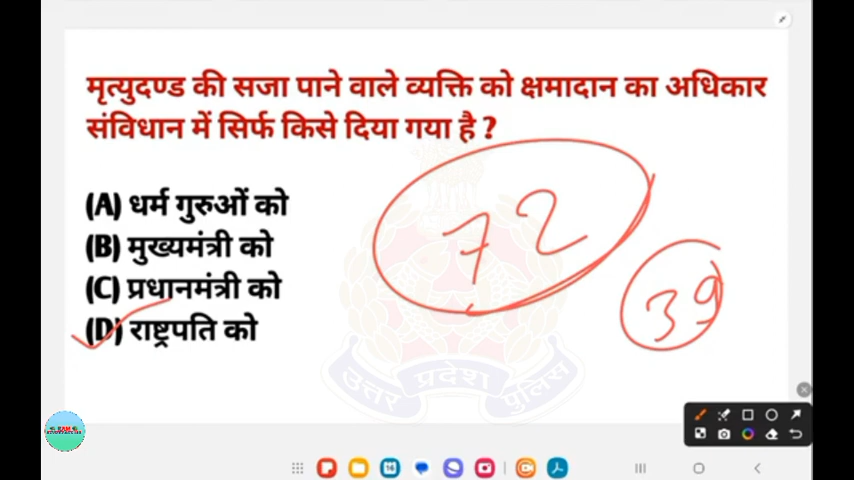 मृत्युदण्ड की सजा पाने वाले व्यक्ति को क्षमादान का अधिकार
संविधान में सिर्फ किसे दिया गया है ?
(A) धर्म गुरुओं को
(B) मुख्यमंत्री को
(C) प्रधानमंत्री को
(D) राष्ट्रपति को
72
39
उत्तर प्रदेश पुलिस